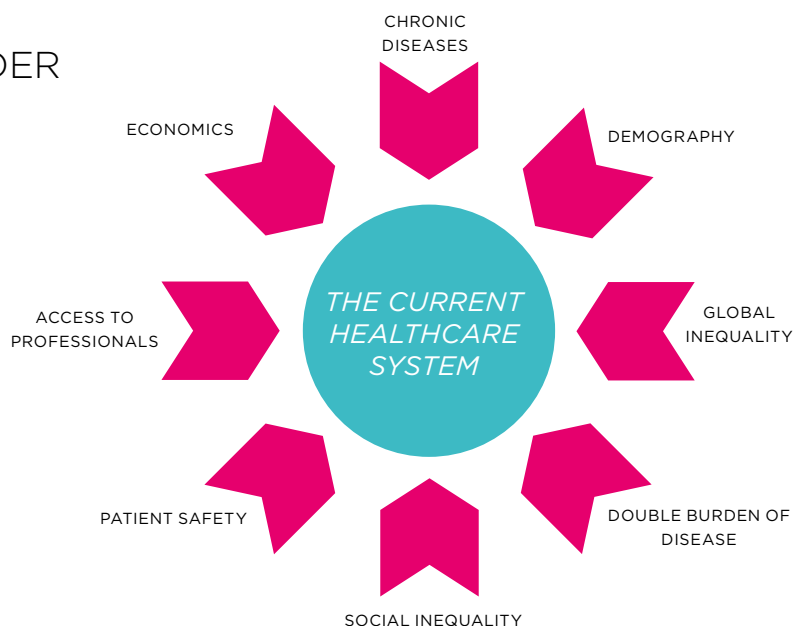 DER
CHRONIC
DISEASES
DEMOGRAPHY
GLOBAL
INEQUALITY
DOUBLE BURDEN OF
DISEASE
SOCIAL INEQUALITY
PATIENT SAFETY
ACCESS TO
PROFESSIONALS
ECONOMICS
THE CURRENT
HEALTHCARE
SYSTEM